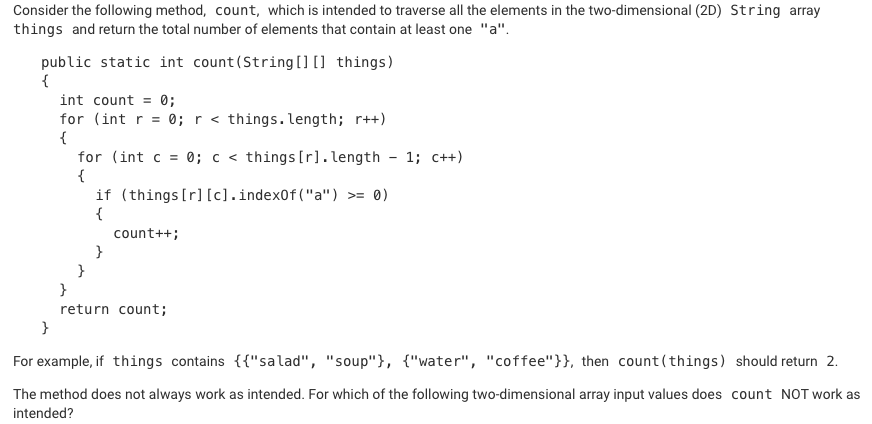 Consider the following method, count, which is intended to traverse all the elements in the two-dimensional (2D) String array
things and return the total number of elements that contain at least one "a".
public static int count(String[][] things)
{
int count = 0;
for (int r = 0; r < things.length; r++)
{
for (int c = 0; c < things[r].length - 1; c++)
{
if (things[r][c].indexOf("a") >= 0)
{
count++;
}
}
}
return count;
}
For example, if things contains {{"salad", "soup"}, {"water", "coffee"}}, then count(things) should return 2.
The method does not always work as intended. For which of the following two-dimensional array input values does count NOT work as
intended?